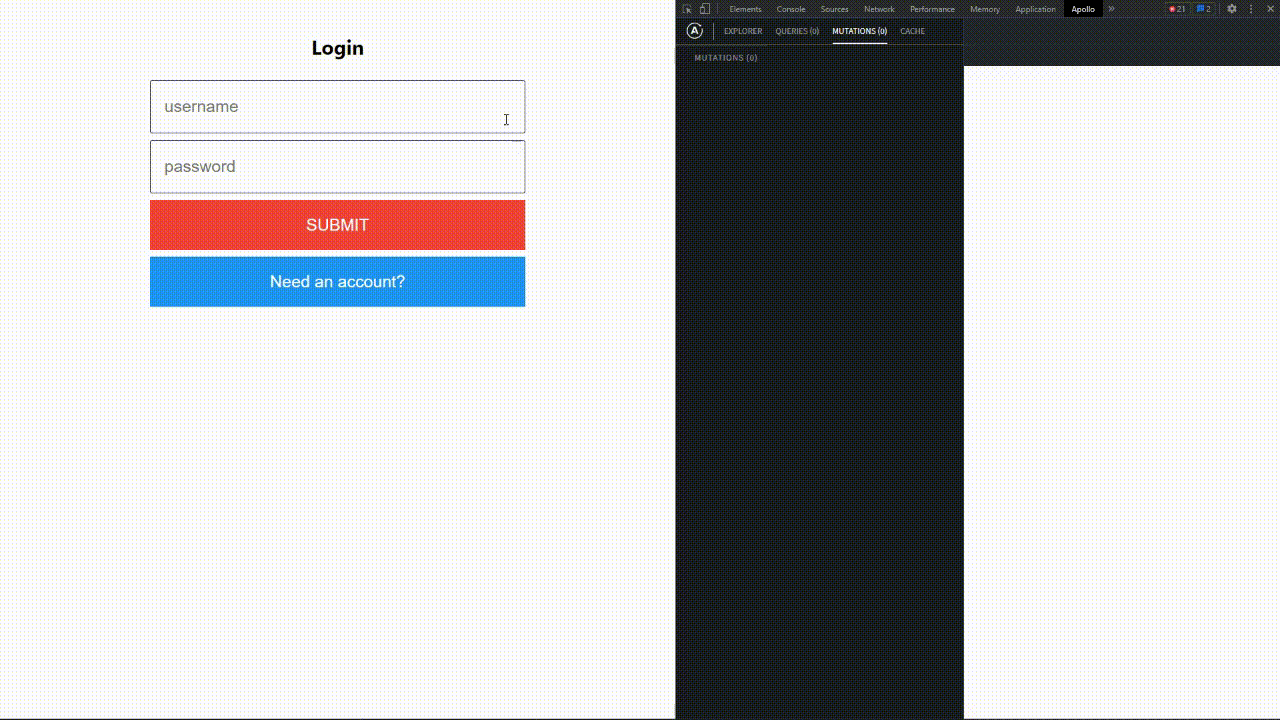 Login
username
password
SUBMIT
Need an account?
Elements Console Sources Network Performance Memory Application Apollo » 21 2
A EXPLORER QUERIES (0) MUTATIONS (0) CACHE
MUTATIONS (0)